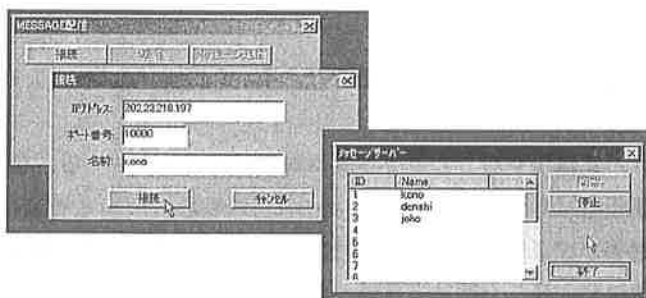 MESSAGE配信
接続
接続
IPアドレス: 202.23.218.197
ポート番号: 10000
名前: kono
接続 キャンセル
メッセージサーバー
ID Name
1 kono
2 denshi
3 joho
4
5
6
7
8
停止
終了